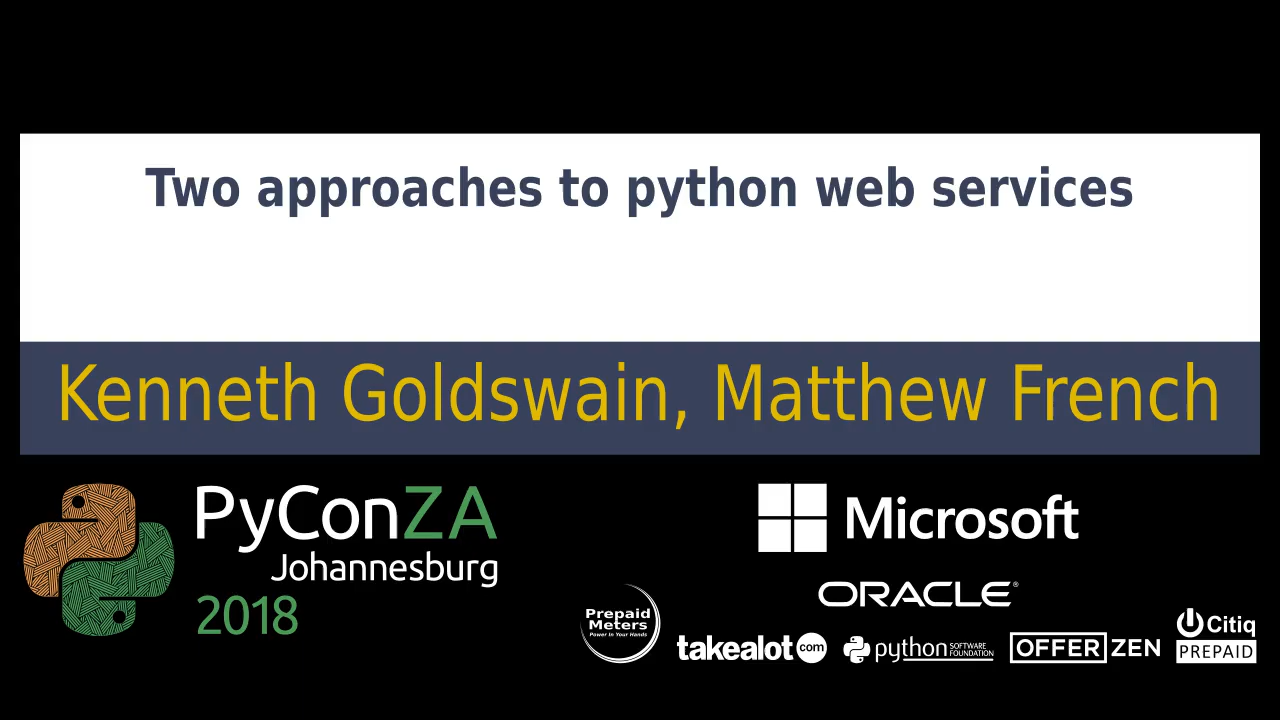 Two approaches to python web services
Kenneth Goldswain, Matthew French
PyConZA
Johannesburg
2018
Microsoft
ORACLE®
Prepaid
Meters
Power In Your Hands
takealot com
python SOFTWARE FOUNDATION
OFFER ZEN
Citiq
PREPAID